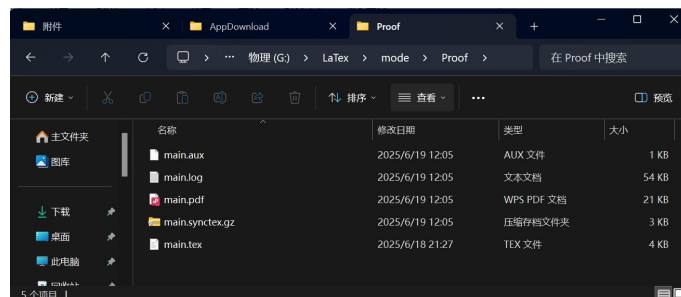 附件
AppDownload
Proof
物理 (G:) > LaTex > mode > Proof >
在 Proof 中搜索
新建
排序
查看
预览
名称
修改日期
类型
大小
主文件夹
图库
下载
桌面
此电脑
main.aux 2025/6/19 12:05 AUX 文件 1 KB
main.log 2025/6/19 12:05 文本文档 54 KB
main.pdf 2025/6/19 12:05 WPS PDF 文档 21 KB
main.synctex.gz 2025/6/19 12:05 压缩存档文件夹 3 KB
main.tex 2025/6/18 21:27 TEX 文件 4 KB
5 个项目